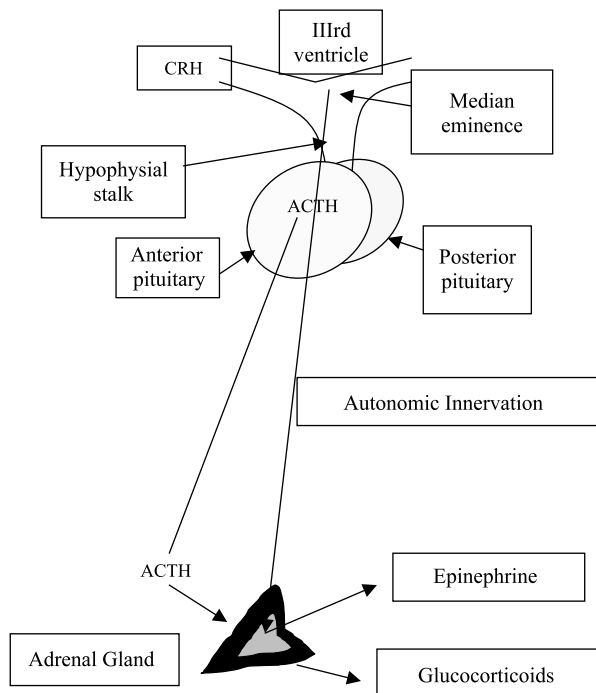 IIIrd
ventricle
CRH
Median
eminence
Hypophysial
stalk
ACTH
Anterior
pituitary
Posterior
pituitary
Autonomic Innervation
ACTH
Epinephrine
Adrenal Gland
Glucocorticoids